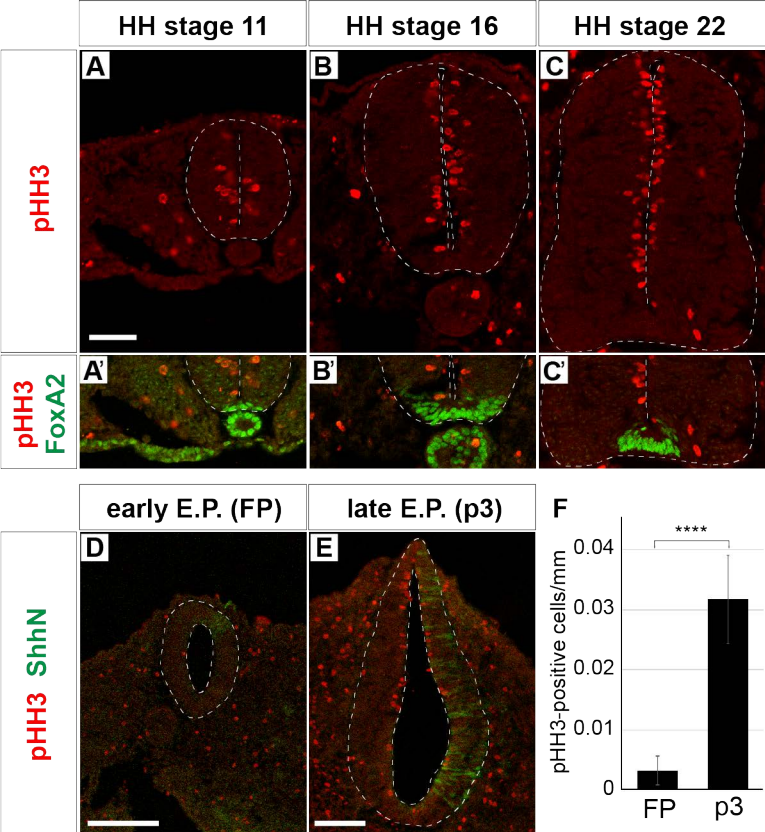 HH stage 11
HH stage 16
HH stage 22
pHH3
A
B
C
pHH3
FoxA2
A'
B'
C'
early E.P. (FP)
late E.P. (p3)
pHH3 ShhN
D
E
F
****
pHH3-positive cells/mm
0.04
0.03
0.02
0.01
0
FP
p3